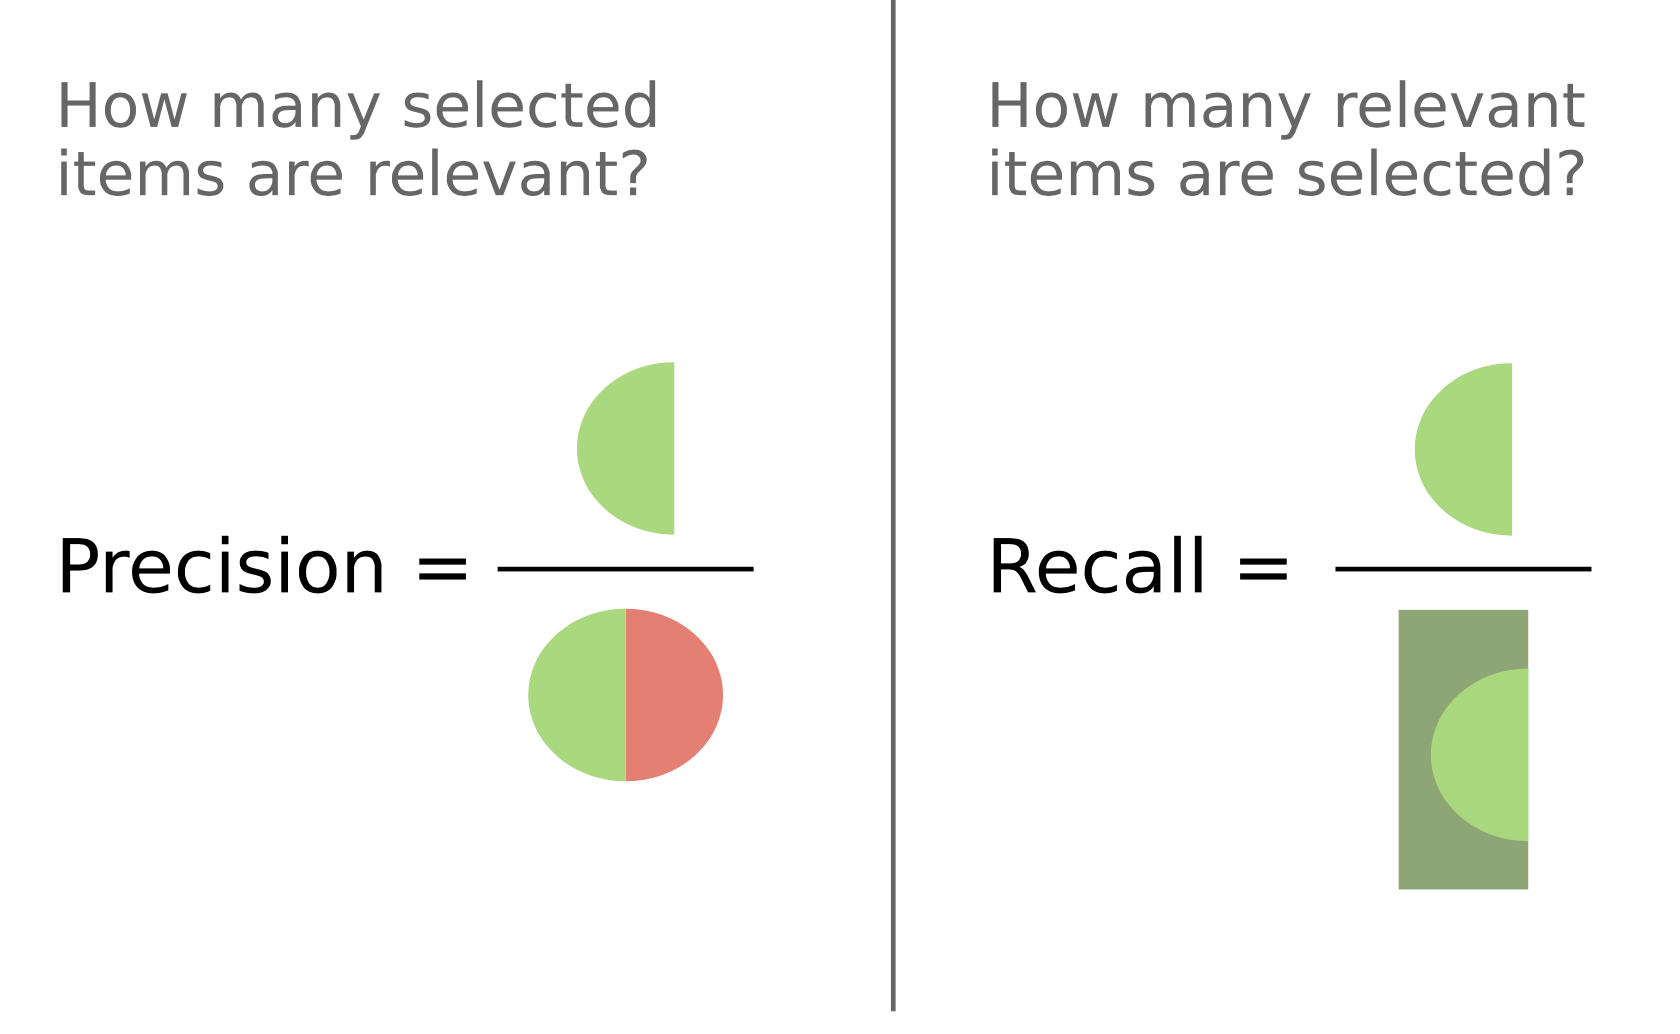 How many selected
items are relevant?
Precision =
How many relevant
items are selected?
Recall =